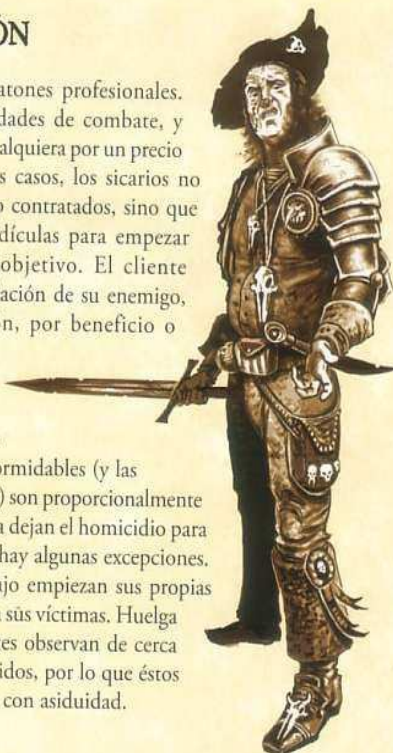 ÓN
atones profesionales.
dades de combate, y
alquiera por un precio
s casos, los sicarios no
o contratados, sino que
dículas para empezar
objetivo. El cliente
ación de su enemigo,
ón, por beneficio o
ormidables (y las
) son proporcionalmente
a dejan el homicidio para
hay algunas excepciones.
ajo empiezan sus propias
a sus víctimas. Huelga
es observan de cerca
idos, por lo que éstos
con asiduidad.